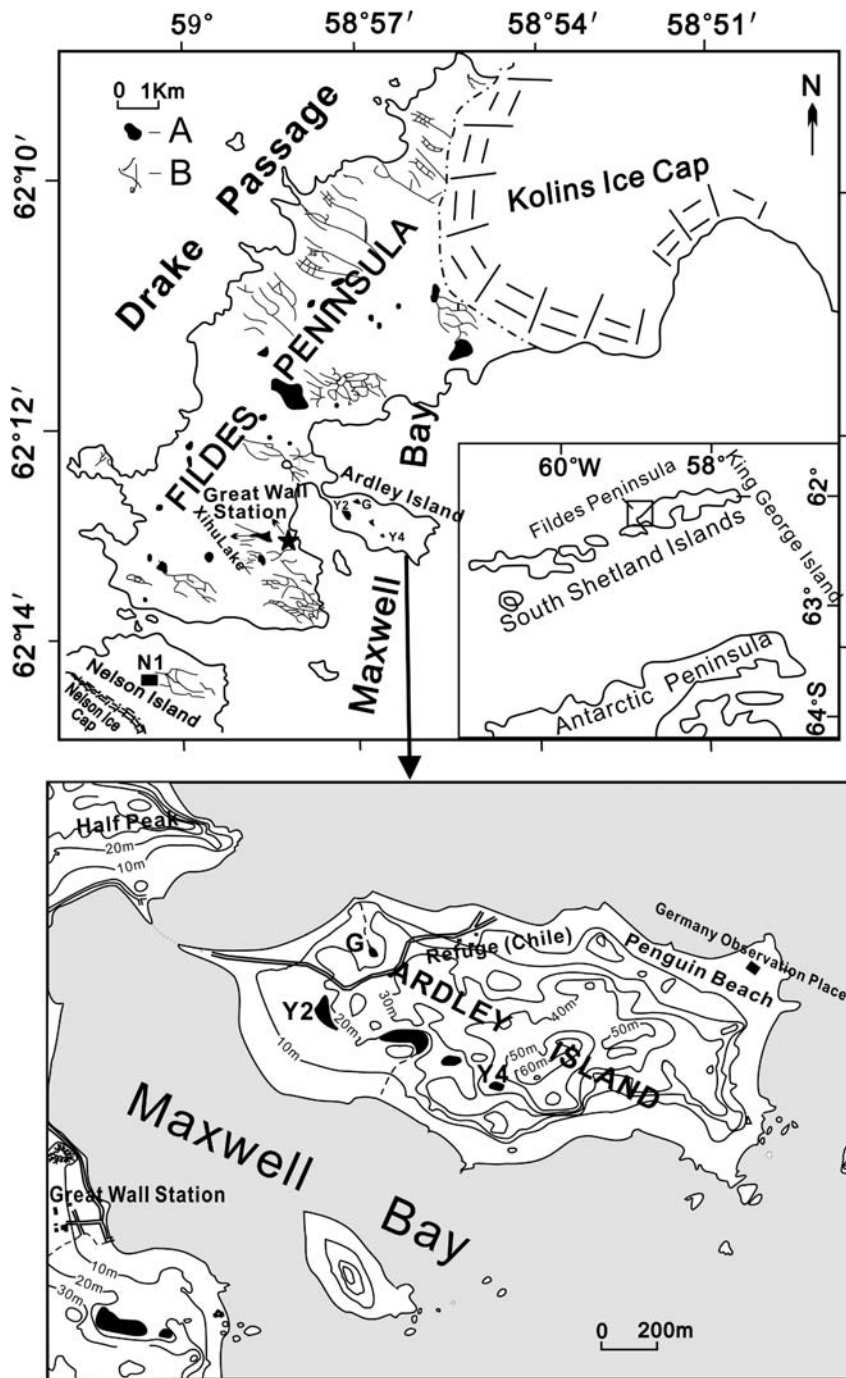 59°
58°57′
58°54′
58°51′
0 1Km
A
B
N
62°10′
62°12′
62°14′
Drake Passage
Kolins Ice Cap
FILDES PENINSULA
Bay
Ardley Island
Great Wall
Station
Xihu Lake
Y2
G
Y4
Maxwell
N1
Nelson Island
Nelson Ice
Cap
60°W
58°
62°
63°
64°S
Fildes Peninsula
King George Island
South Shetland Islands
Antarctic Peninsula
Half Peak
20m
10m
G
Refuge (Chile)
Germany Observation Place
Penguin Beach
ARDLEY
ISLAND
Y2
30m
20m
10m
40m
50m
50m
60m
Y4
Maxwell
Bay
Great Wall Station
10m
20m
30m
0 200m